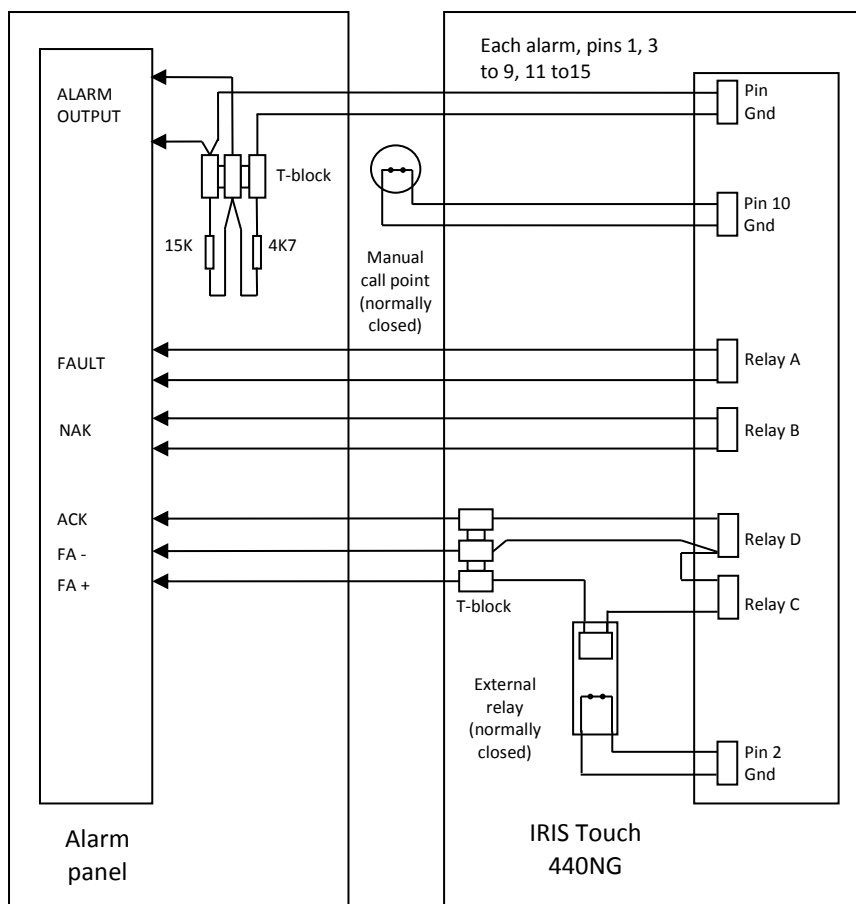 Each alarm, pins 1, 3
to 9, 11 to15
ALARM
OUTPUT
T-block
15K
4K7
Pin
Gnd
Manual
call point
(normally
closed)
Pin 10
Gnd
FAULT
Relay A
NAK
Relay B
ACK
FA -
FA +
T-block
Relay D
Relay C
External
relay
(normally
closed)
Pin 2
Gnd
Alarm
panel
IRIS Touch
440NG